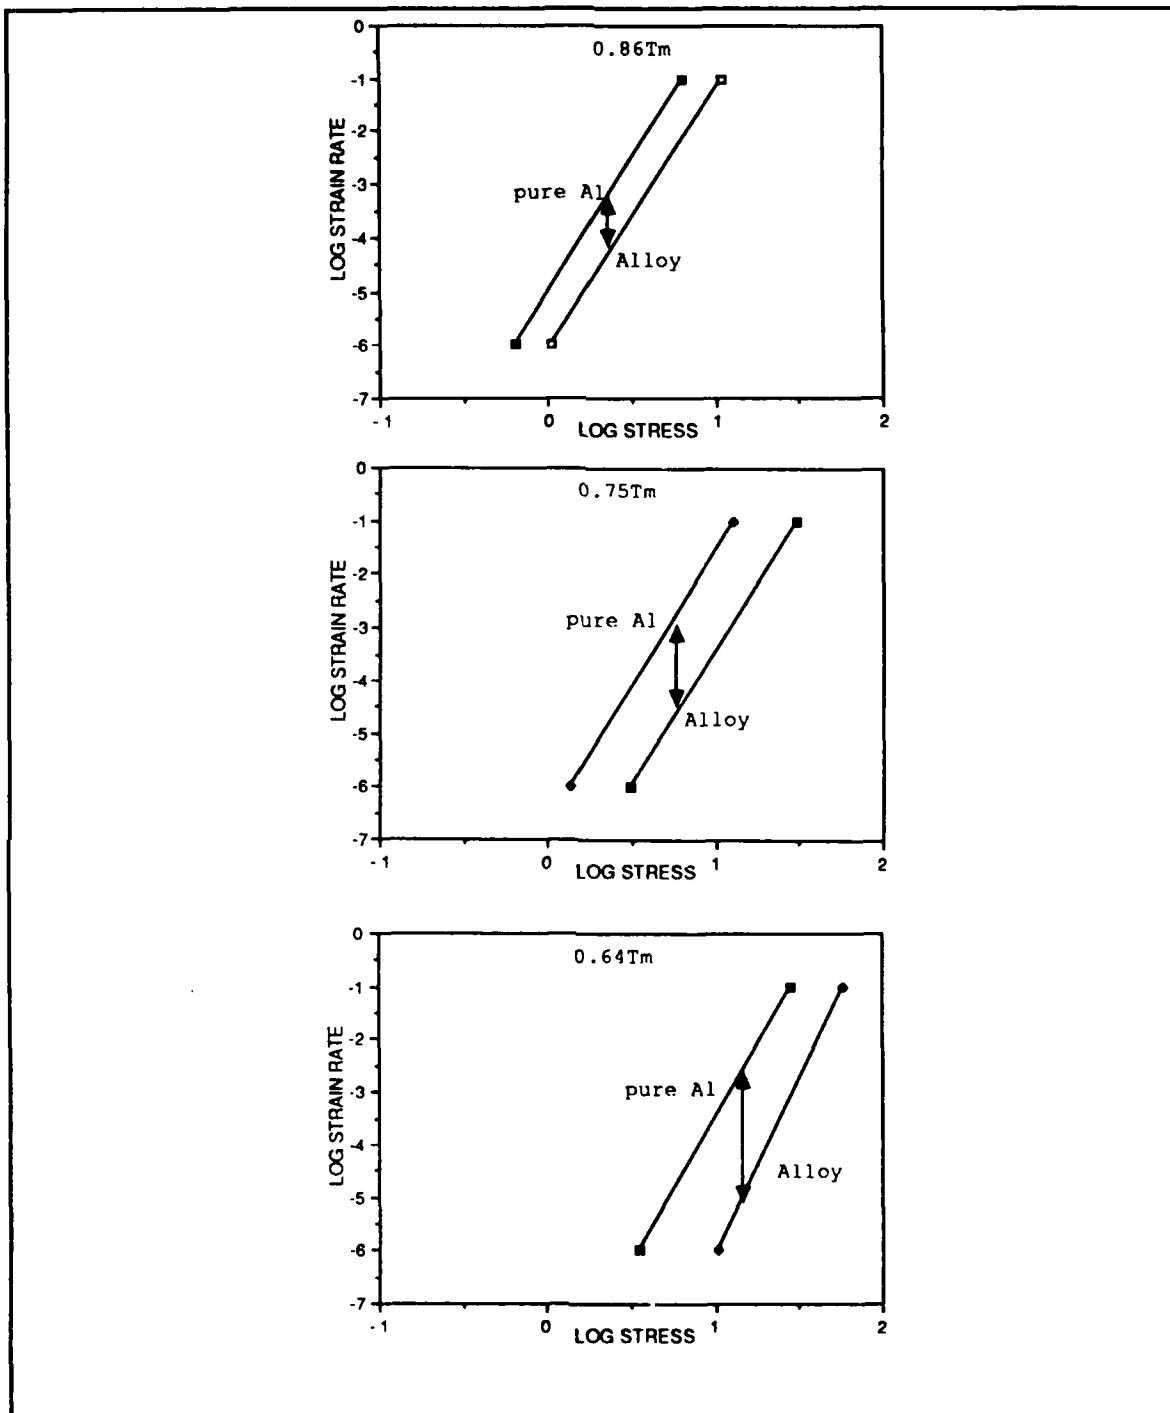 0.86Tm
0
-1
-2
-3
-4
-5
-6
-7
LOG STRAIN RATE
pure Al
Alloy
-1
0
1
2
LOG STRESS
0.75Tm
0
-1
-2
-3
-4
-5
-6
-7
LOG STRAIN RATE
pure Al
Alloy
-1
0
1
2
LOG STRESS
0.64Tm
0
-1
-2
-3
-4
-5
-6
-7
LOG STRAIN RATE
pure Al
Alloy
-1
0
1
2
LOG STRESS